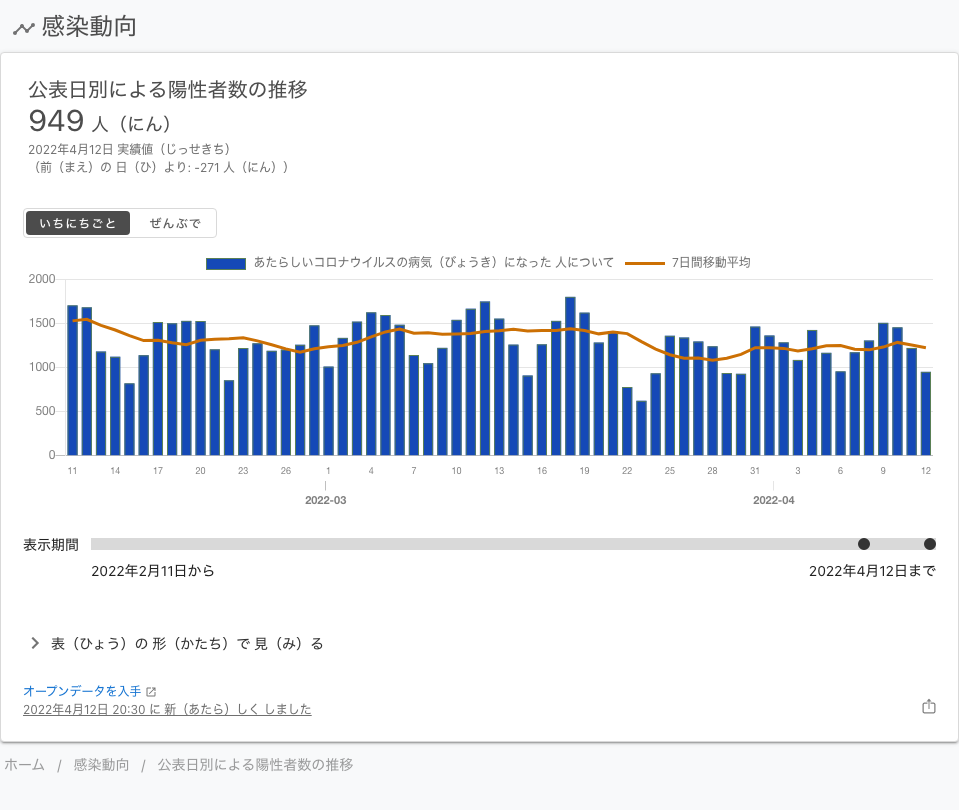 感染動向
公表日別による陽性者数の推移
949 人（にん）
2022年4月12日 実績値（じっせきち）
（前（まえ）の 日（ひ）より: -271 人（にん））
いちにちごと ぜんぶで
あたらしいコロナウイルスの病気（びょうき）になった 人について 7日間移動平均
2000
1500
1000
500
0
11 14 17 20 23 26 1 4 7 10 13 16 19 22 25 28 31 3 6 9 12
2022-03 2022-04
表示期間
2022年2月11日から 2022年4月12日まで
表（ひょう）の 形（かたち）で 見（み）る
オープンデータを入手
2022年4月12日 20:30 に 新（あたら）しく しました
ホーム / 感染動向 / 公表日別による陽性者数の推移